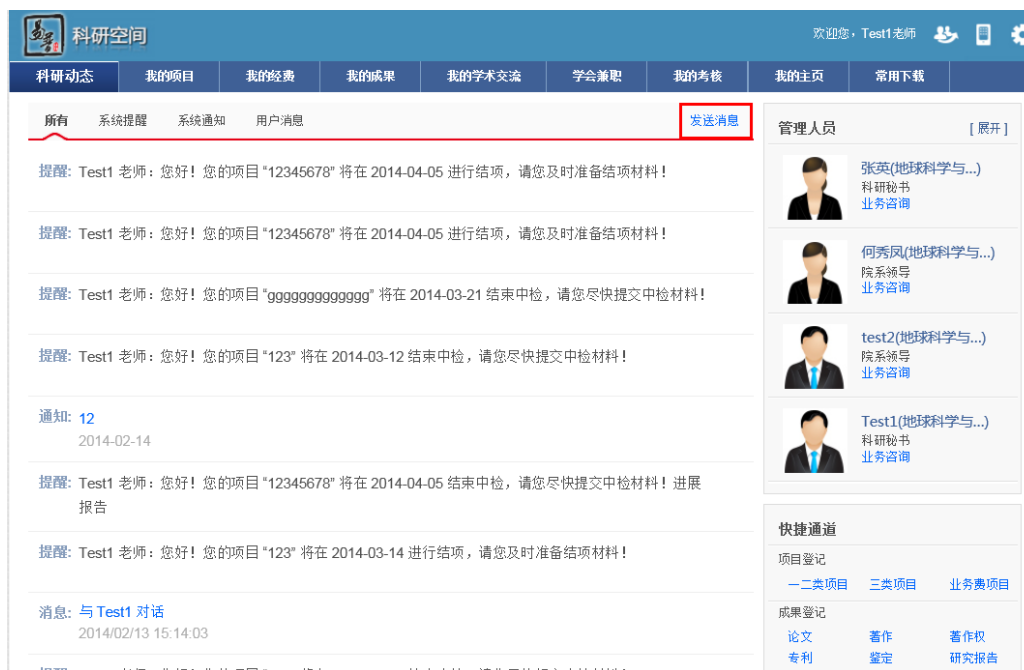 易普
科研空间
欢迎您，Test1老师
科研动态 我的项目 我的经费 我的成果 我的学术交流 学会兼职 我的考核 我的主页 常用下载
所有 系统提醒 系统通知 用户消息 发送消息
提醒: Test1 老师：您好！您的项目 “12345678” 将在 2014-04-05 进行结项，请您及时准备结项材料！
提醒: Test1 老师：您好！您的项目 “12345678” 将在 2014-04-05 进行结项，请您及时准备结项材料！
提醒: Test1 老师：您好！您的项目 “ggggggggggggg” 将在 2014-03-21 结束中检，请您尽快提交中检材料！
提醒: Test1 老师：您好！您的项目 “123” 将在 2014-03-12 结束中检，请您尽快提交中检材料！
通知: 12
2014-02-14
提醒: Test1 老师：您好！您的项目 “12345678” 将在 2014-04-05 结束中检，请您尽快提交中检材料！进展
报告
提醒: Test1 老师：您好！您的项目 “123” 将在 2014-03-14 进行结项，请您及时准备结项材料！
消息: 与 Test1 对话
2014/02/13 15:14:03
管理人员 [ 展开 ]
张英(地球科学与...)
科研秘书
业务咨询
何秀凤(地球科学与...)
院系领导
业务咨询
test2(地球科学与...)
院系领导
业务咨询
Test1(地球科学与...)
科研秘书
业务咨询
快捷通道
项目登记
一二类项目 三类项目 业务费项目
成果登记
论文 著作 著作权
专利 鉴定 研究报告